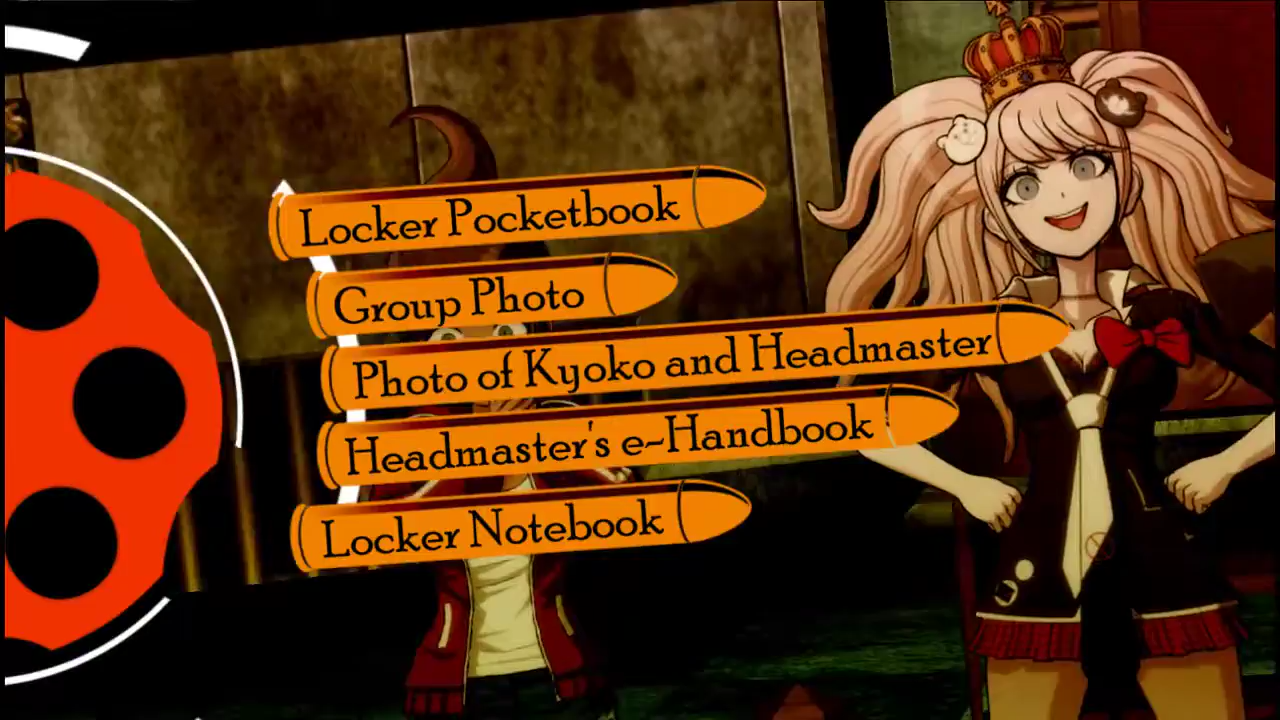 Locker Pocketbook
Group Photo
Photo of Kyoko and Headmaster
Headmaster's e-Handbook
Locker Notebook